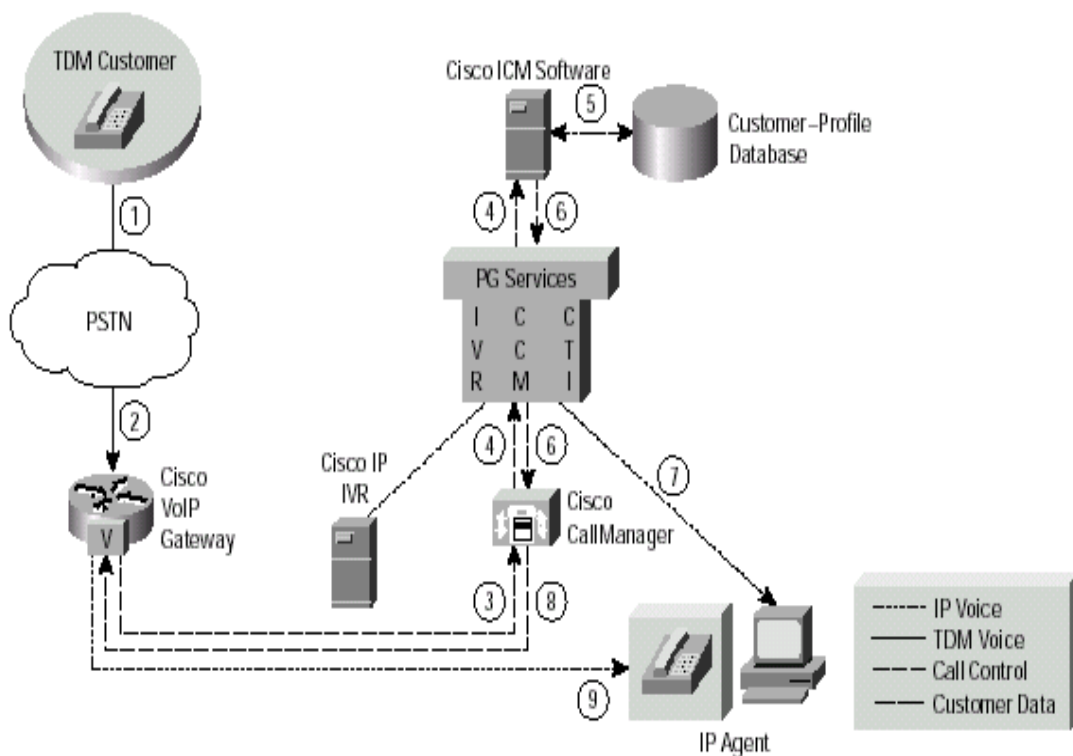 TDM Customer
1
PSTN
2
Cisco
VoIP
Gateway
V
Cisco ICM Software
5
Customer–Profile
Database
4
6
PG Services
I C C
V C T
R M I
4
6
7
Cisco IP
IVR
Cisco
CallManager
3
8
9
IP Agent
IP Voice
TDM Voice
Call Control
Customer Data